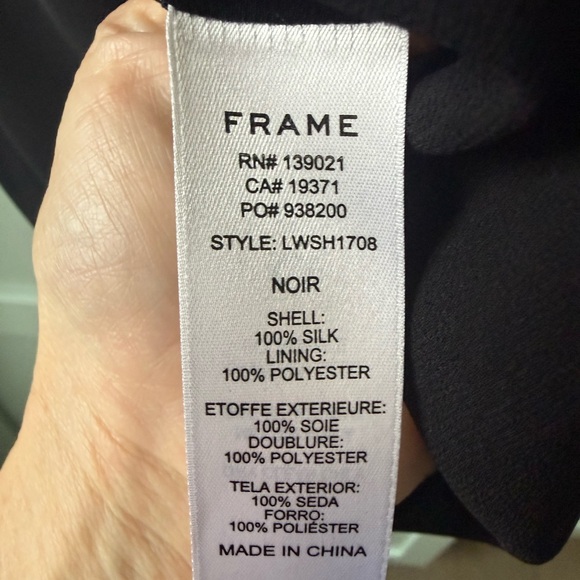 FRAME
RN# 139021
CA# 19371
PO# 938200
STYLE: LWSH1708
NOIR
SHELL:
100% SILK
LINING:
100% POLYESTER
ETOFFE EXTERIEURE:
100% SOIE
DOUBLURE:
100% POLYESTER
TELA EXTERIOR:
100% SEDA
FORRO:
100% POLIÉSTER
MADE IN CHINA